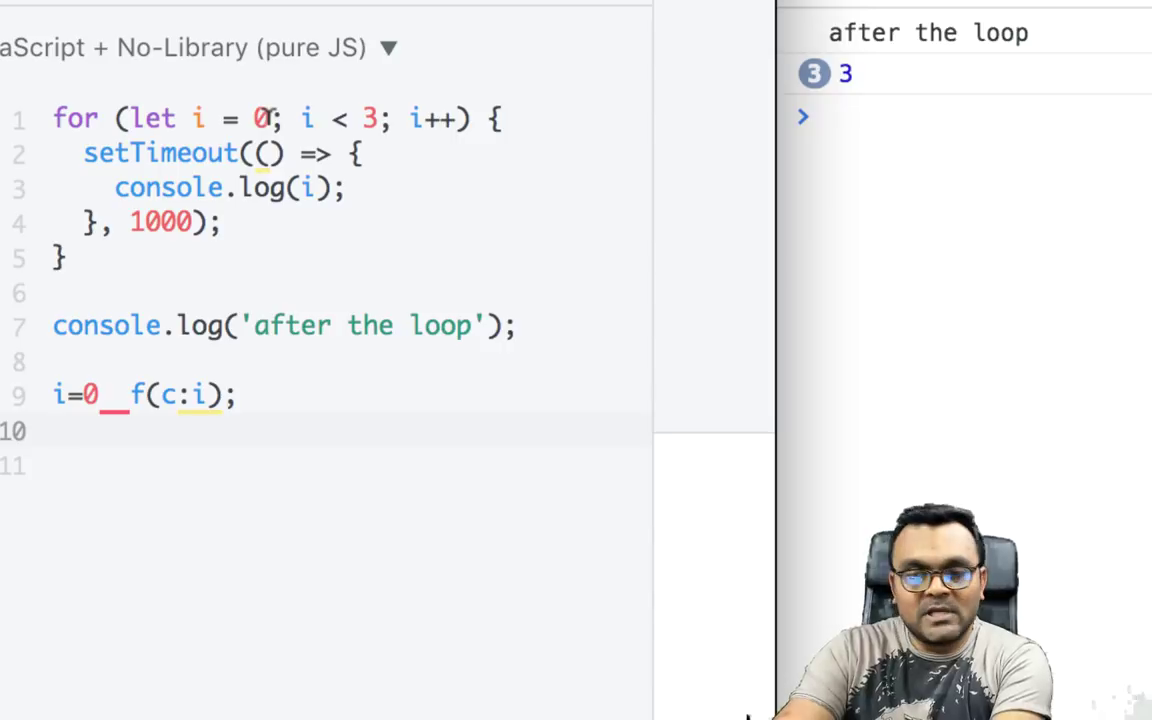 aScript + No-Library (pure JS) ▼
1 for (let i = 0; i < 3; i++) {
2 setTimeout(() => {
3 console.log(i);
4 }, 1000);
5 }
6
7 console.log('after the loop');
8
9 i=0 f(c:i);
10
11
after the loop
3 3
>